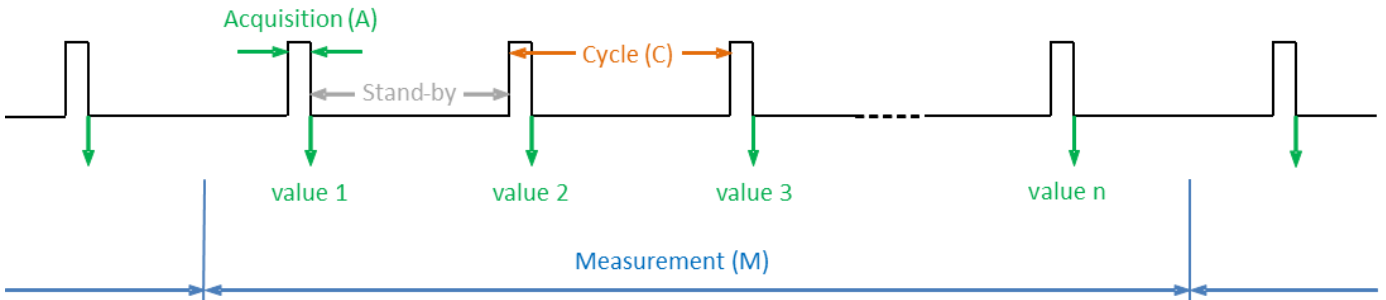 Acquisition (A)
Cycle (C)
Stand-by
value 1
value 2
value 3
value n
Measurement (M)